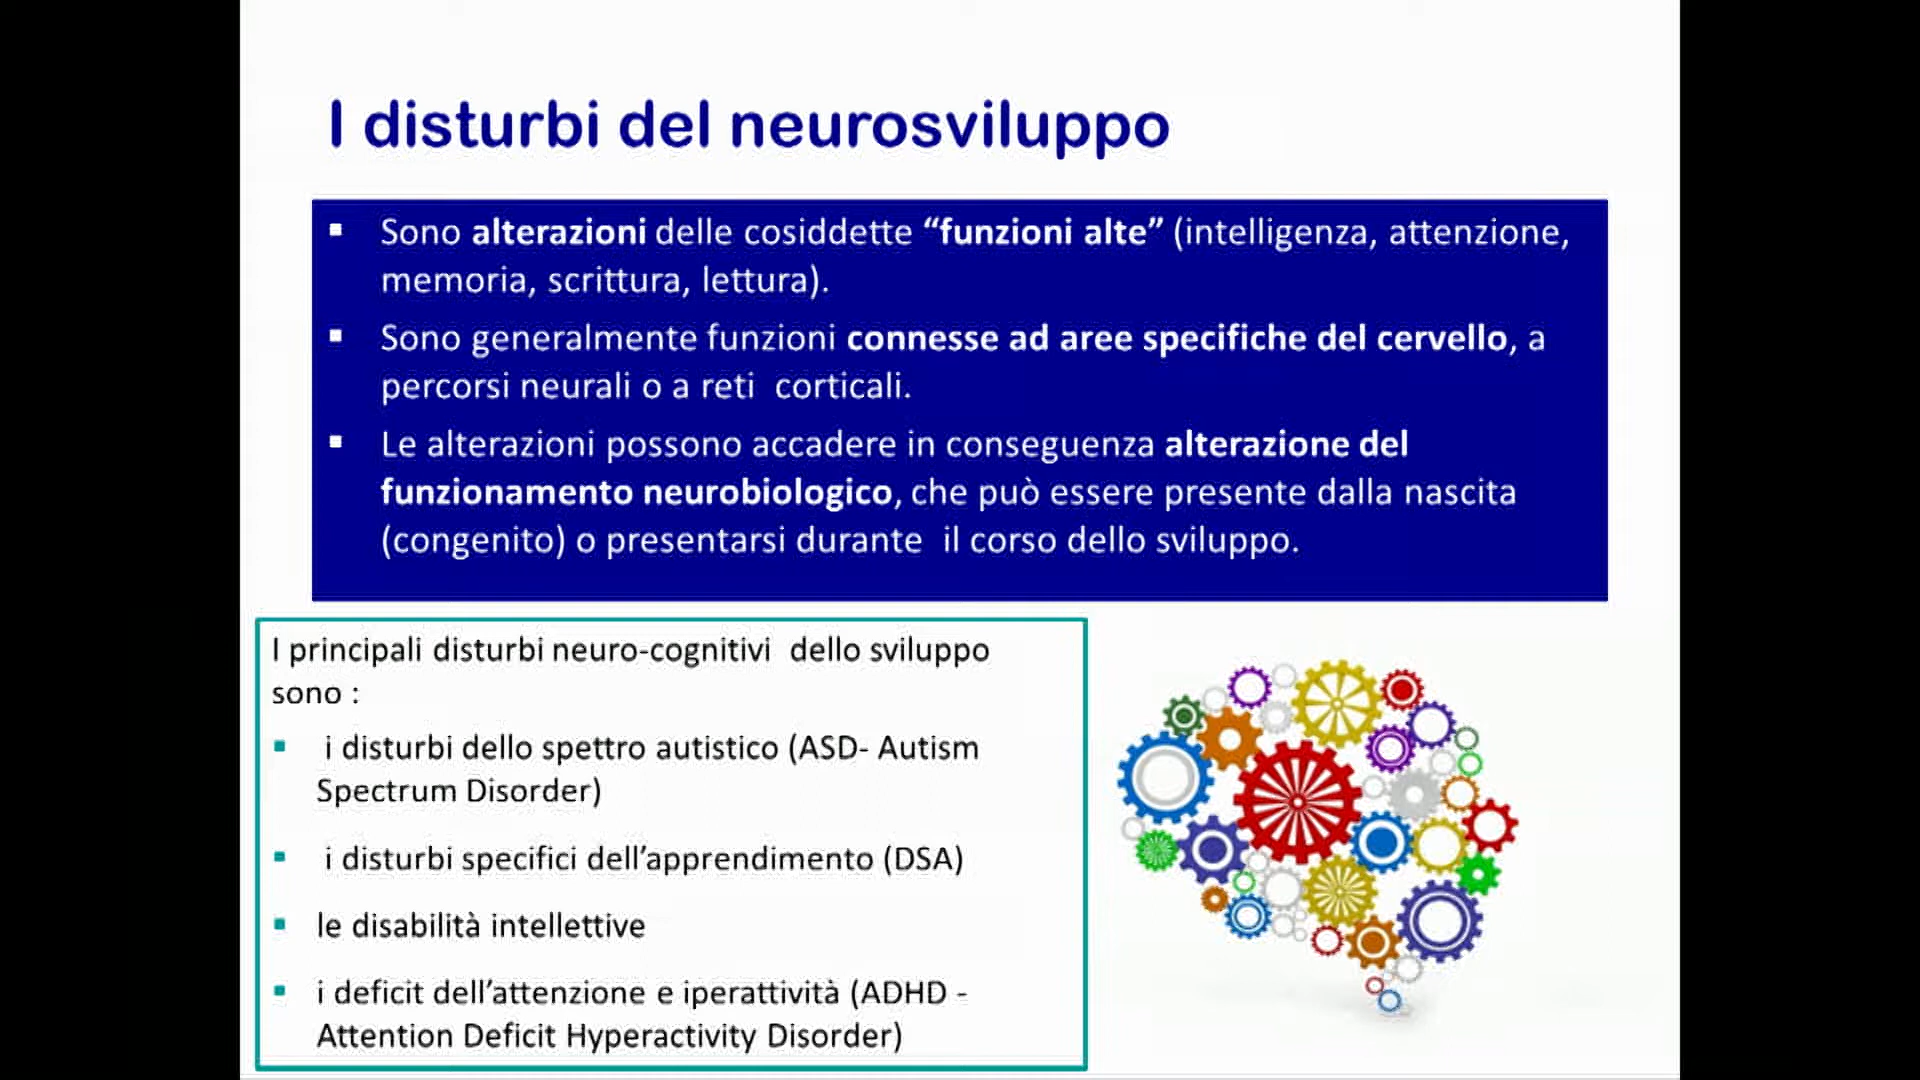 I disturbi del neurosviluppo
▪ Sono alterazioni delle cosiddette “funzioni alte” (intelligenza, attenzione,
memoria, scrittura, lettura).
▪ Sono generalmente funzioni connesse ad aree specifiche del cervello, a
percorsi neurali o a reti corticali.
▪ Le alterazioni possono accadere in conseguenza alterazione del
funzionamento neurobiologico, che può essere presente dalla nascita
(congenito) o presentarsi durante il corso dello sviluppo.
I principali disturbi neuro-cognitivi dello sviluppo
sono :
▪ i disturbi dello spettro autistico (ASD- Autism
Spectrum Disorder)
▪ i disturbi specifici dell’apprendimento (DSA)
▪ le disabilità intellettive
▪ i deficit dell’attenzione e iperattività (ADHD -
Attention Deficit Hyperactivity Disorder)